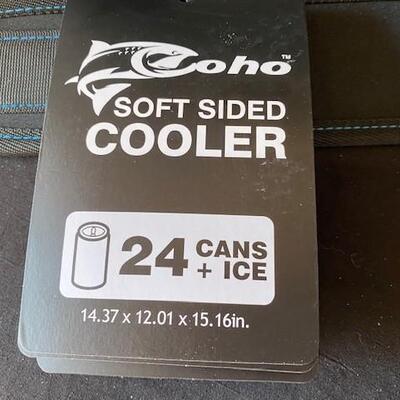 Coho™
SOFT SIDED
COOLER
24 CANS
+ ICE
14.37 x 12.01 x 15.16in.